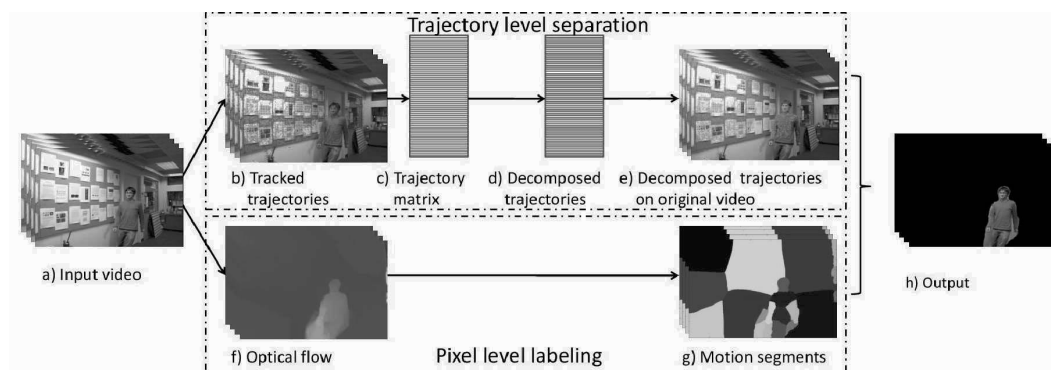 Trajectory level separation
b) Tracked
trajectories
c) Trajectory
matrix
d) Decomposed
trajectories
e) Decomposed trajectories
on original video
a) Input video
h) Output
f) Optical flow
Pixel level labeling
g) Motion segments